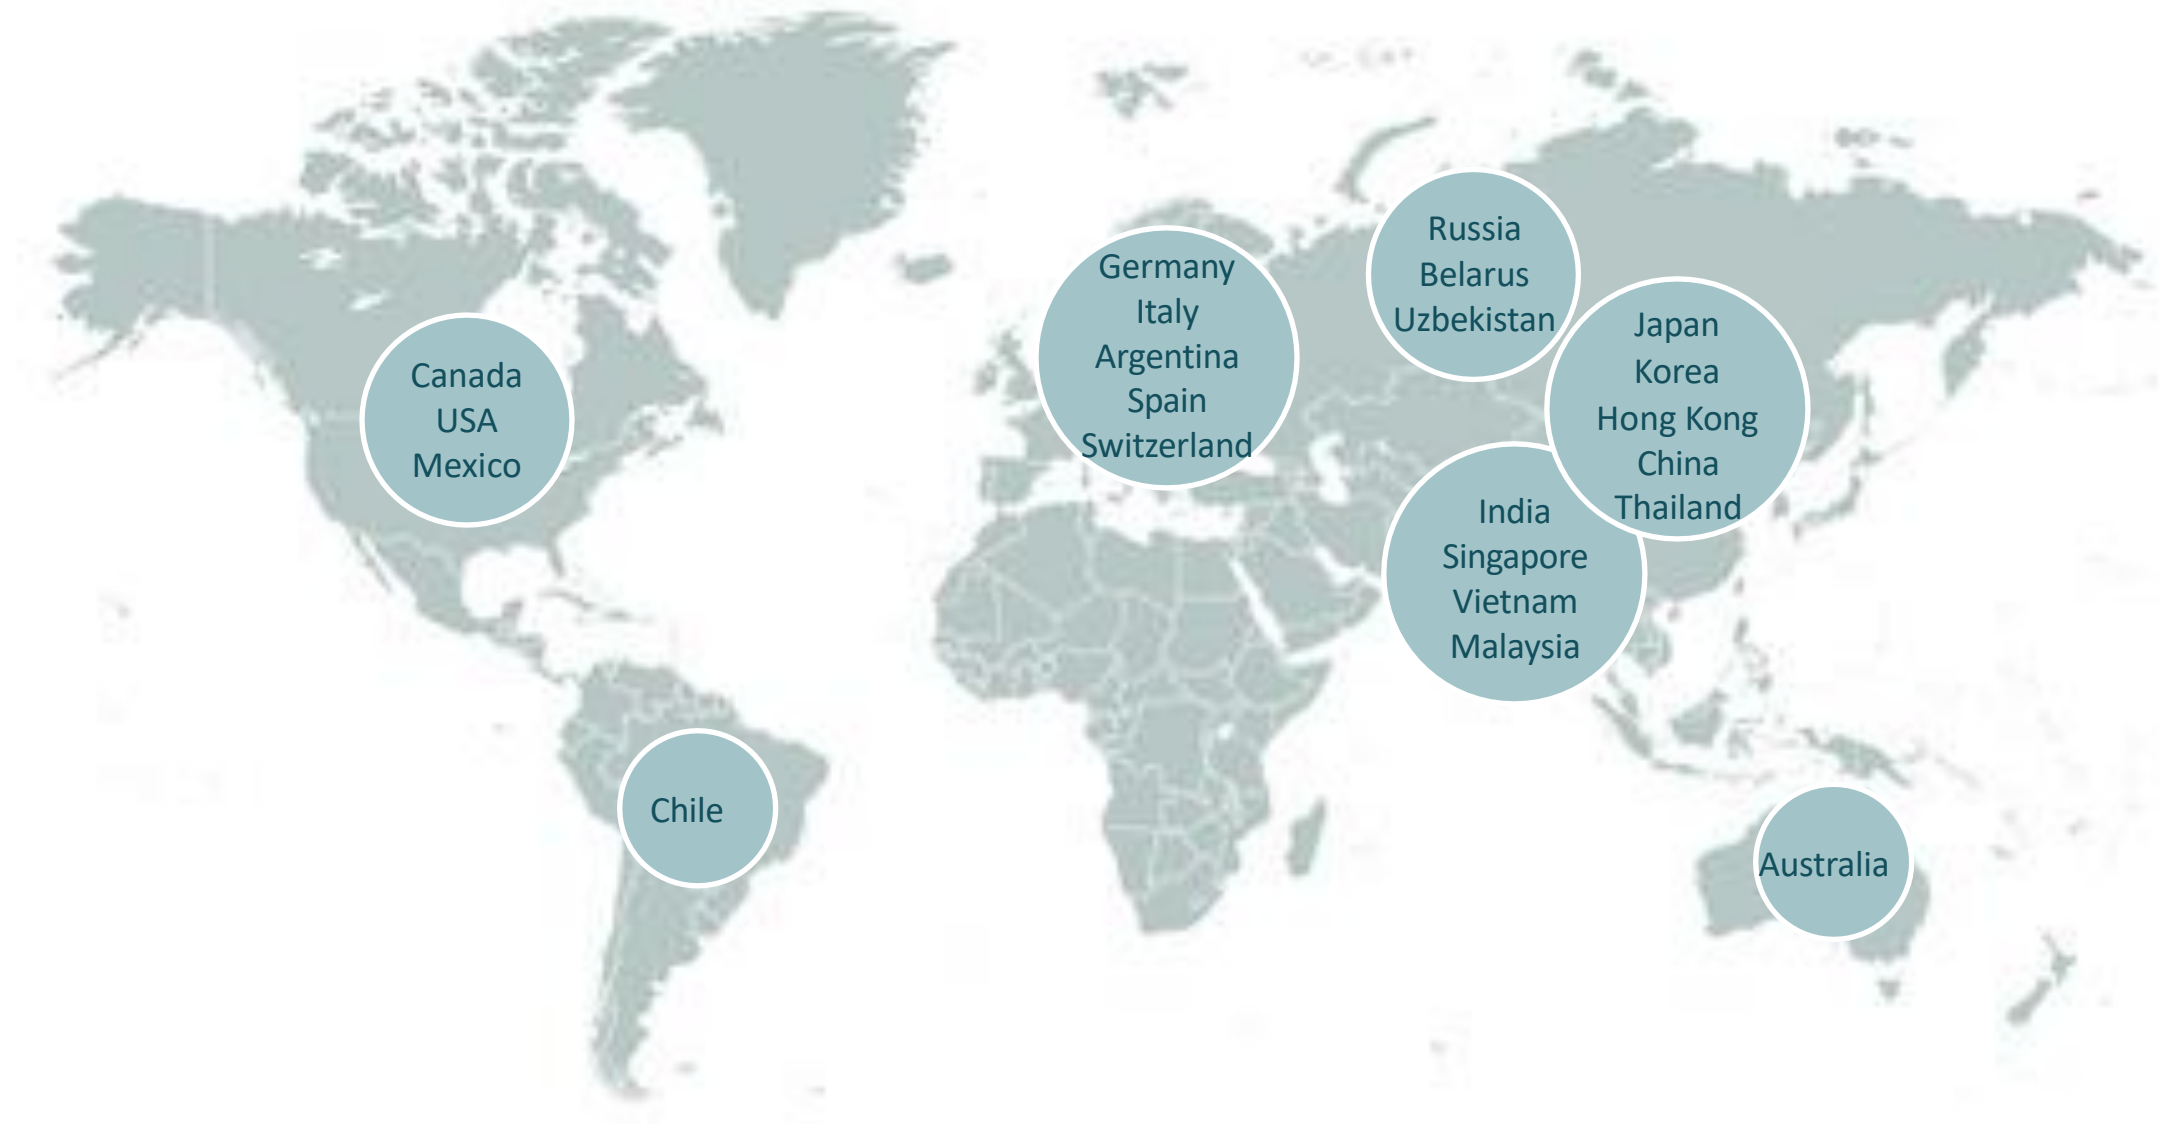 Canada
USA
Mexico
Chile
Germany
Italy
Argentina
Spain
Switzerland
Russia
Belarus
Uzbekistan
Japan
Korea
Hong Kong
China
Thailand
India
Singapore
Vietnam
Malaysia
Australia